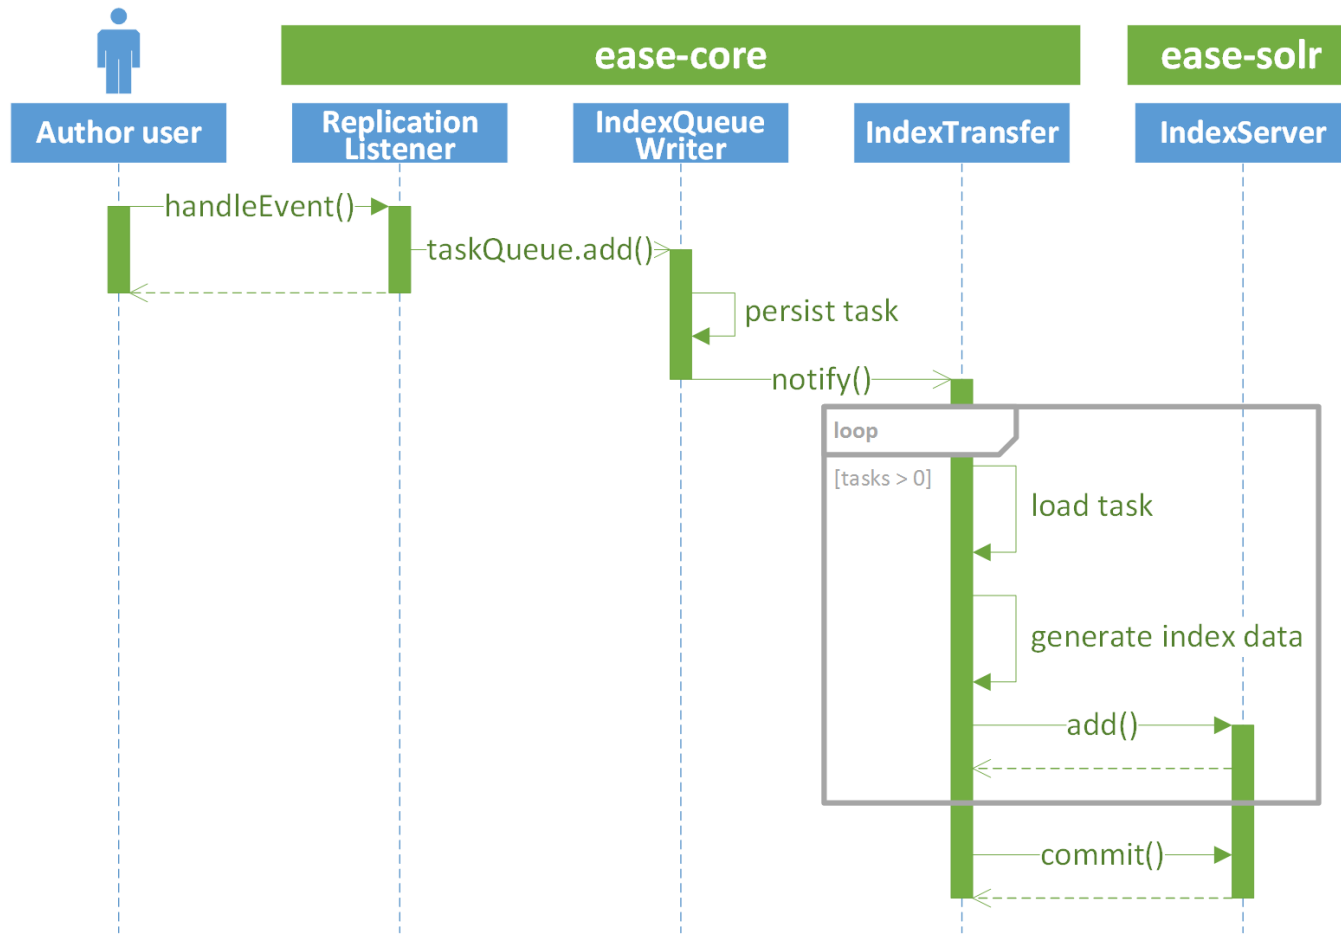 ease-core
ease-solr
Author user
Replication
Listener
IndexQueue
Writer
IndexTransfer
IndexServer
handleEvent()
taskQueue.add()
persist task
notify()
loop
[tasks > 0]
load task
generate index data
add()
commit()